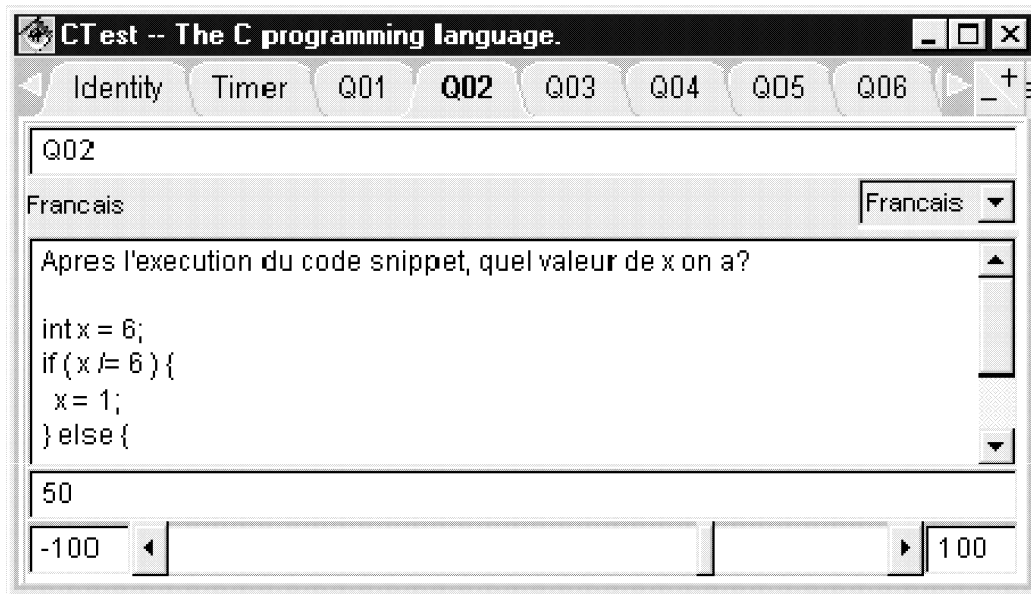 CTest -- The C programming language.
Identity Timer Q01 Q02 Q03 Q04 Q05 Q06
Q02
Francais Francais
Apres l'execution du code snippet, quel valeur de x on a?
int x = 6;
if ( x /= 6 ) {
x = 1;
} else {
50
-100 100